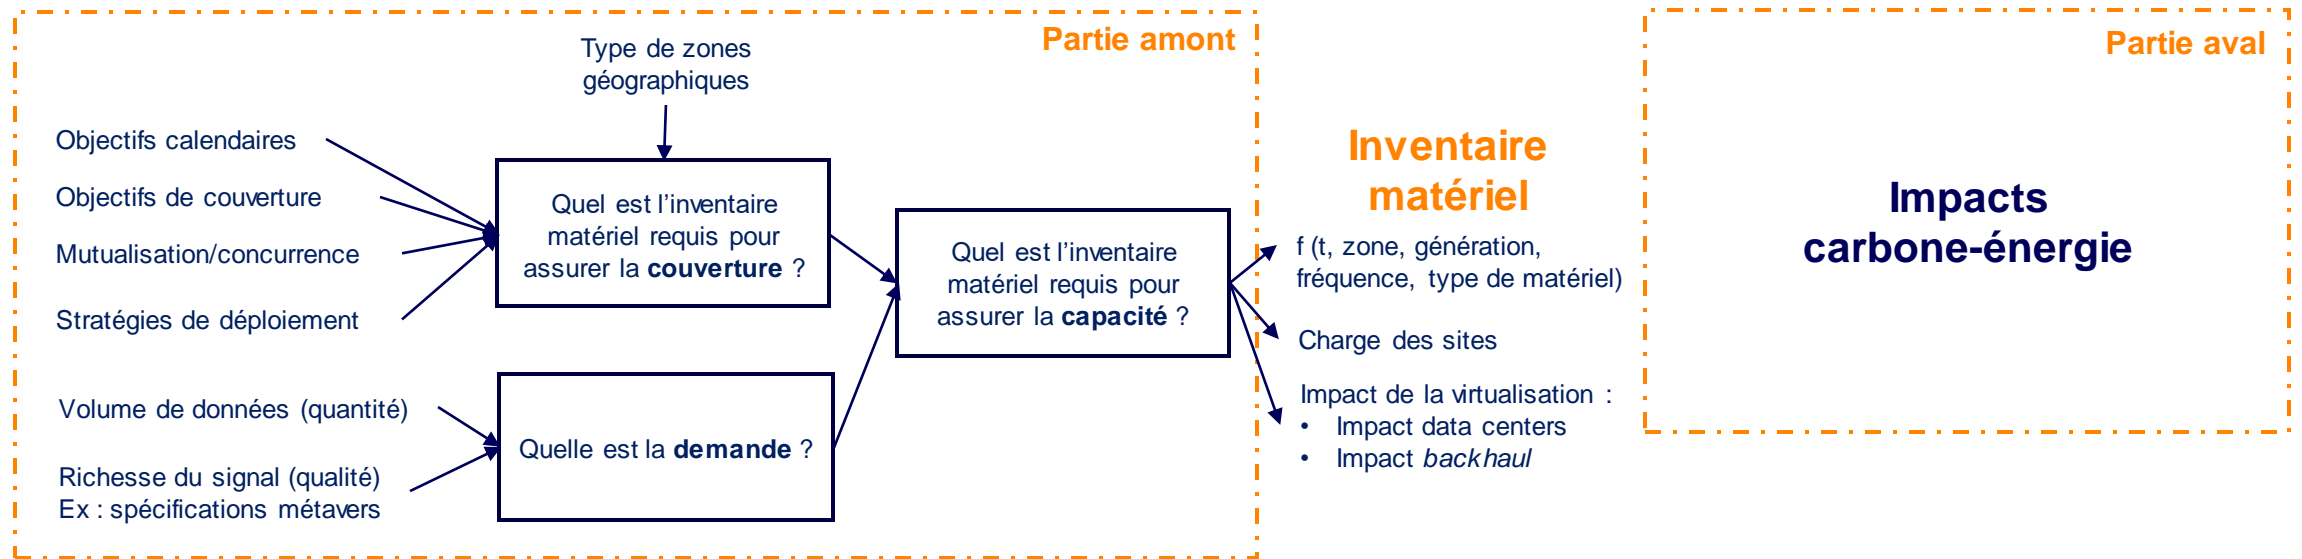 Partie amont
Type de zones
géographiques
Objectifs calendaires
Objectifs de couverture
Mutualisation/concurrence
Stratégies de déploiement
Quel est l’inventaire
matériel requis pour
assurer la couverture ?
Volume de données (quantité)
Richesse du signal (qualité)
Ex : spécifications métavers
Quelle est la demande ?
Quel est l’inventaire
matériel requis pour
assurer la capacité ?
Inventaire
matériel
f (t, zone, génération,
fréquence, type de matériel)
Charge des sites
Impact de la virtualisation :
• Impact data centers
• Impact backhaul
Partie aval
Impacts
carbone-énergie